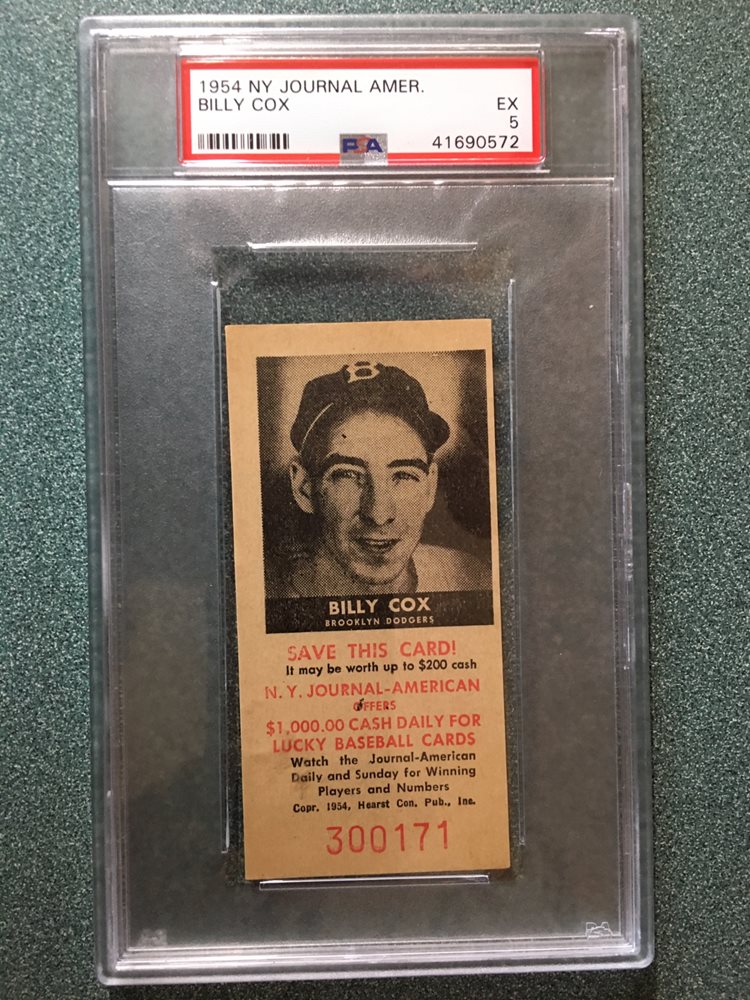 1954 NY JOURNAL AMER.
BILLY COX EX
5
PSA 41690572
B
BILLY COX
BROOKLYN DODGERS
SAVE THIS CARD!
It may be worth up to $200 cash
N. Y. JOURNAL-AMERICAN
OFFERS
$1,000.00 CASH DAILY FOR
LUCKY BASEBALL CARDS
Watch the Journal-American
Daily and Sunday for Winning
Players and Numbers
Copr. 1954, Hearst Con. Pub., Inc.
300171
PSA